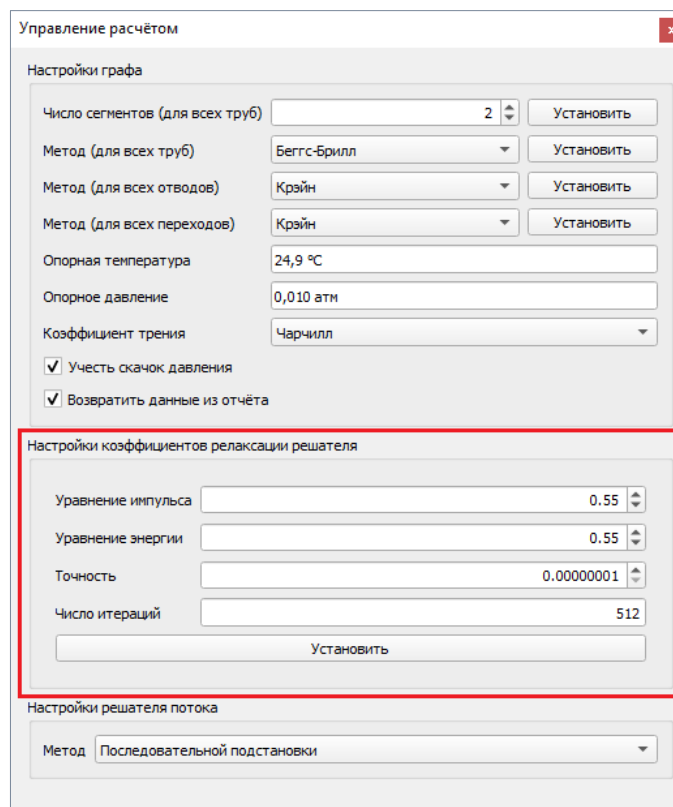 Управление расчётом
x
Настройки графа
Число сегментов (для всех труб) 2 Установить
Метод (для всех труб) Беггс-Брилл Установить
Метод (для всех отводов) Крэйн Установить
Метод (для всех переходов) Крэйн Установить
Опорная температура 24,9 °C
Опорное давление 0,010 атм
Коэффициент трения Чарчилл
Учесть скачок давления
Возвратить данные из отчёта
Настройки коэффициентов релаксации решателя
Уравнение импульса 0.55
Уравнение энергии 0.55
Точность 0.00000001
Число итераций 512
Установить
Настройки решателя потока
Метод Последовательной подстановки